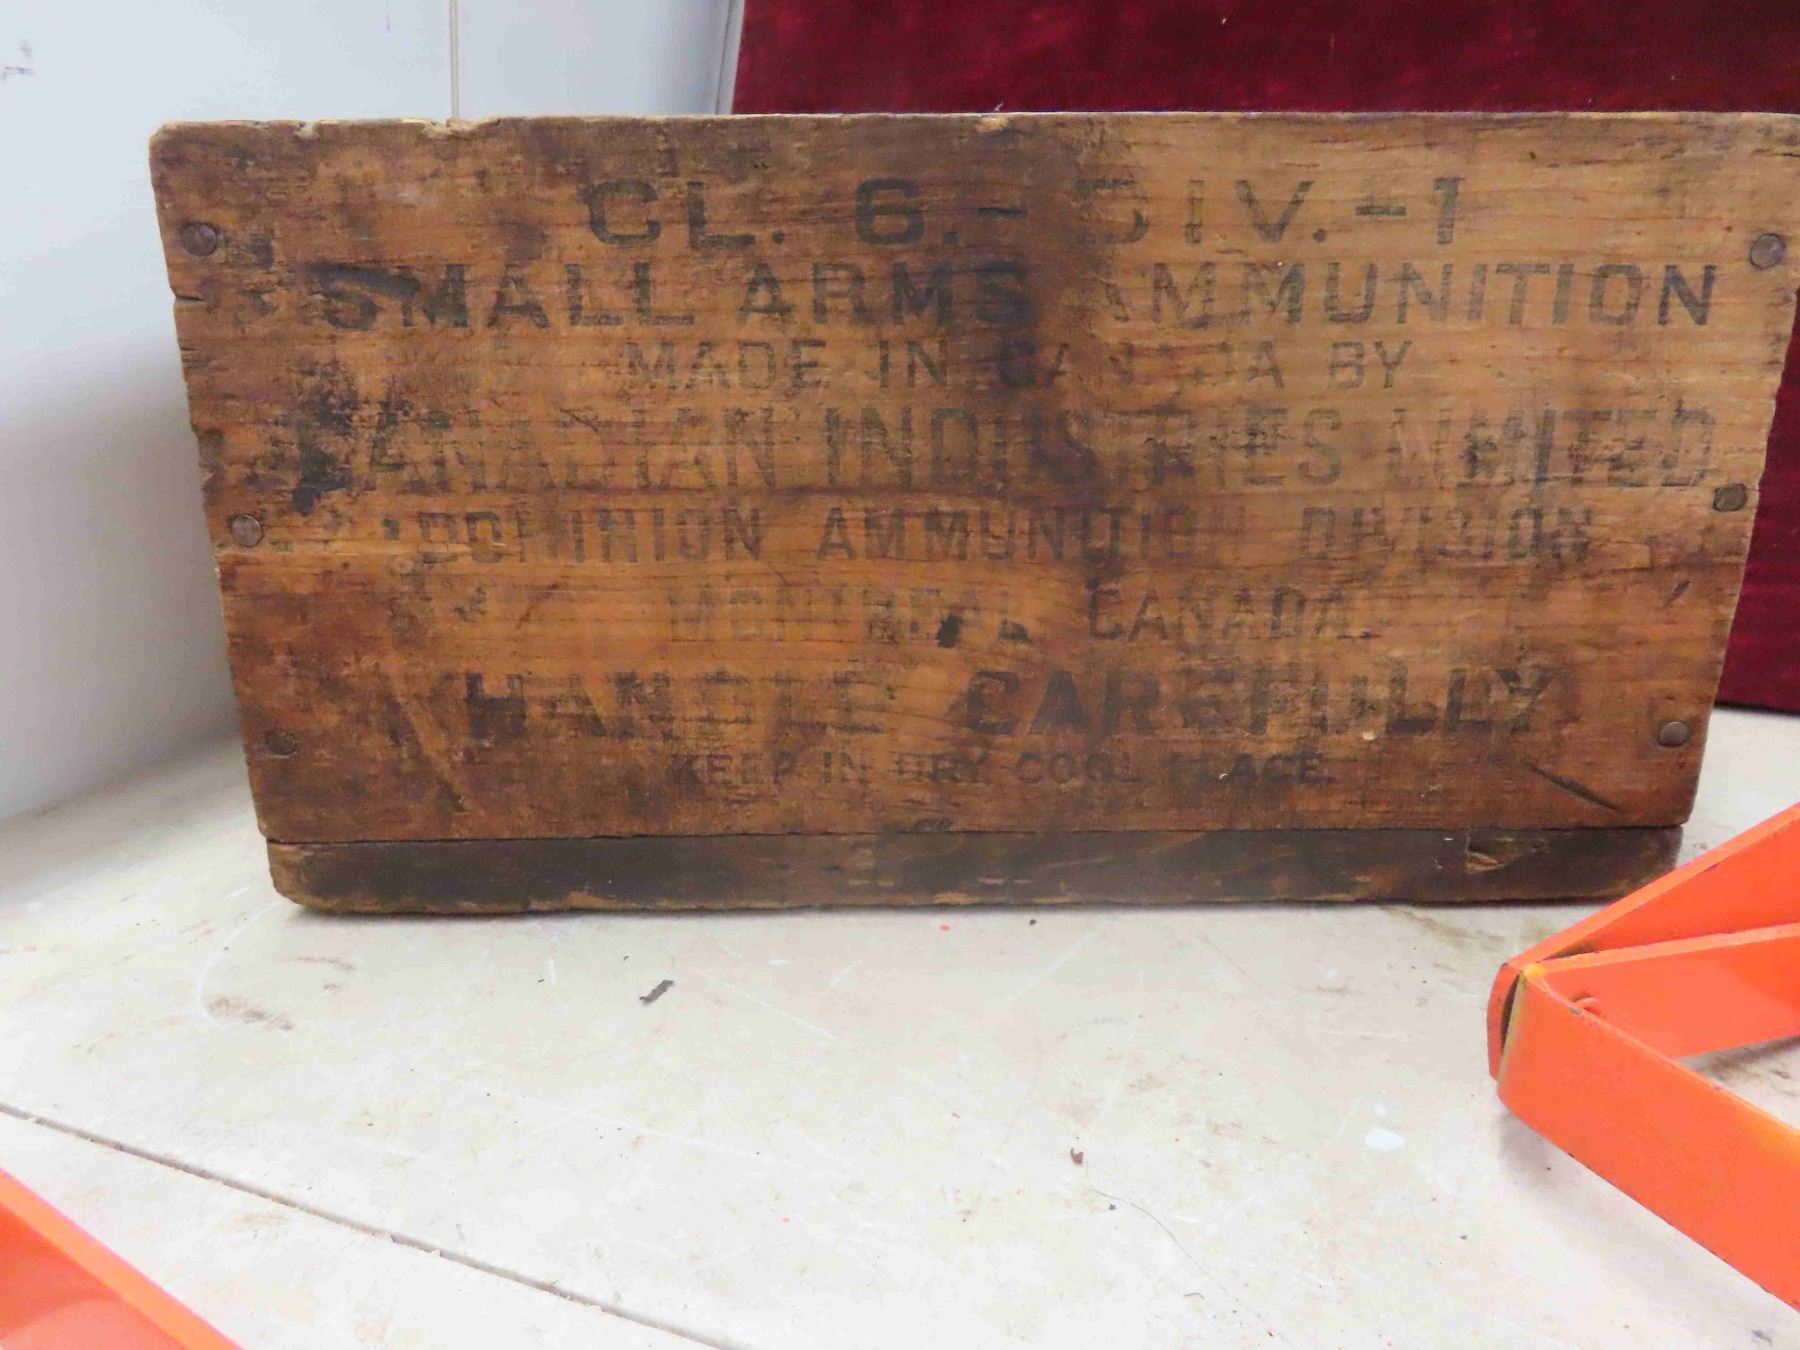 CL. 6. - DIV. - 1
SMALL ARMS AMMUNITION
MADE IN CANADA BY
CANADIAN INDUSTRIES LIMITED
DOMINION AMMUNITION DIVISION
MONTREAL, CANADA.
HANDLE CAREFULLY
KEEP IN DRY COOL PLACE.